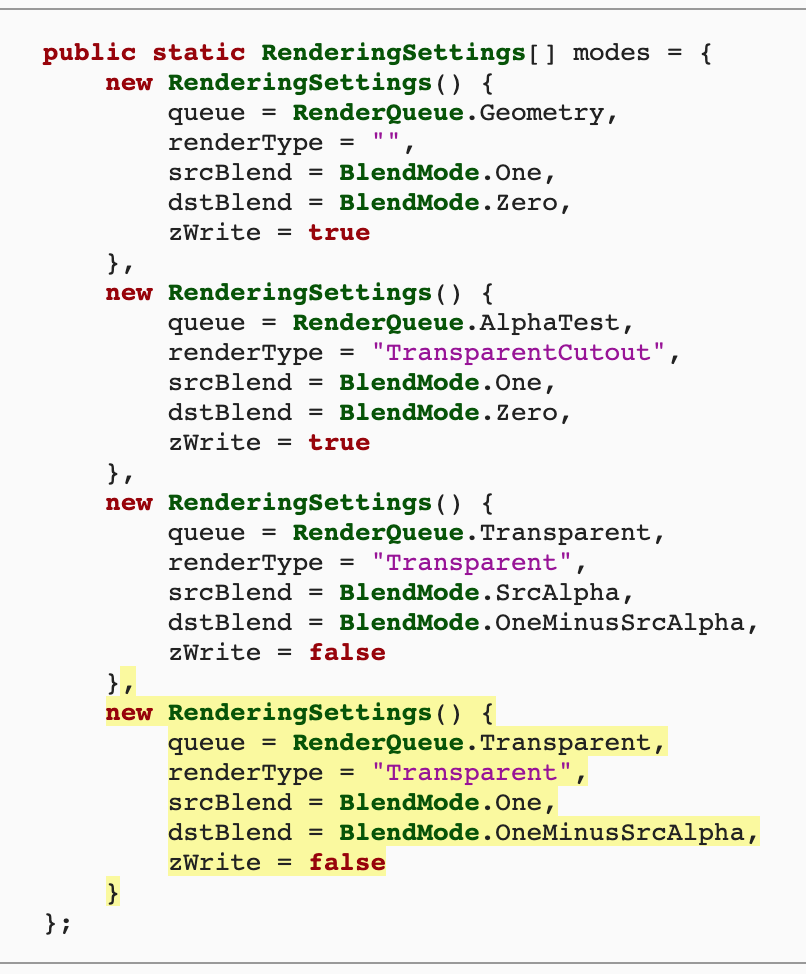 public static RenderingSettings[] modes = {
    new RenderingSettings() {
        queue = RenderQueue.Geometry,
        renderType = "",
        srcBlend = BlendMode.One,
        dstBlend = BlendMode.Zero,
        zWrite = true
    },
    new RenderingSettings() {
        queue = RenderQueue.AlphaTest,
        renderType = "TransparentCutout",
        srcBlend = BlendMode.One,
        dstBlend = BlendMode.Zero,
        zWrite = true
    },
    new RenderingSettings() {
        queue = RenderQueue.Transparent,
        renderType = "Transparent",
        srcBlend = BlendMode.SrcAlpha,
        dstBlend = BlendMode.OneMinusSrcAlpha,
        zWrite = false
    },
    new RenderingSettings() {
        queue = RenderQueue.Transparent,
        renderType = "Transparent",
        srcBlend = BlendMode.One,
        dstBlend = BlendMode.OneMinusSrcAlpha,
        zWrite = false
    }
};